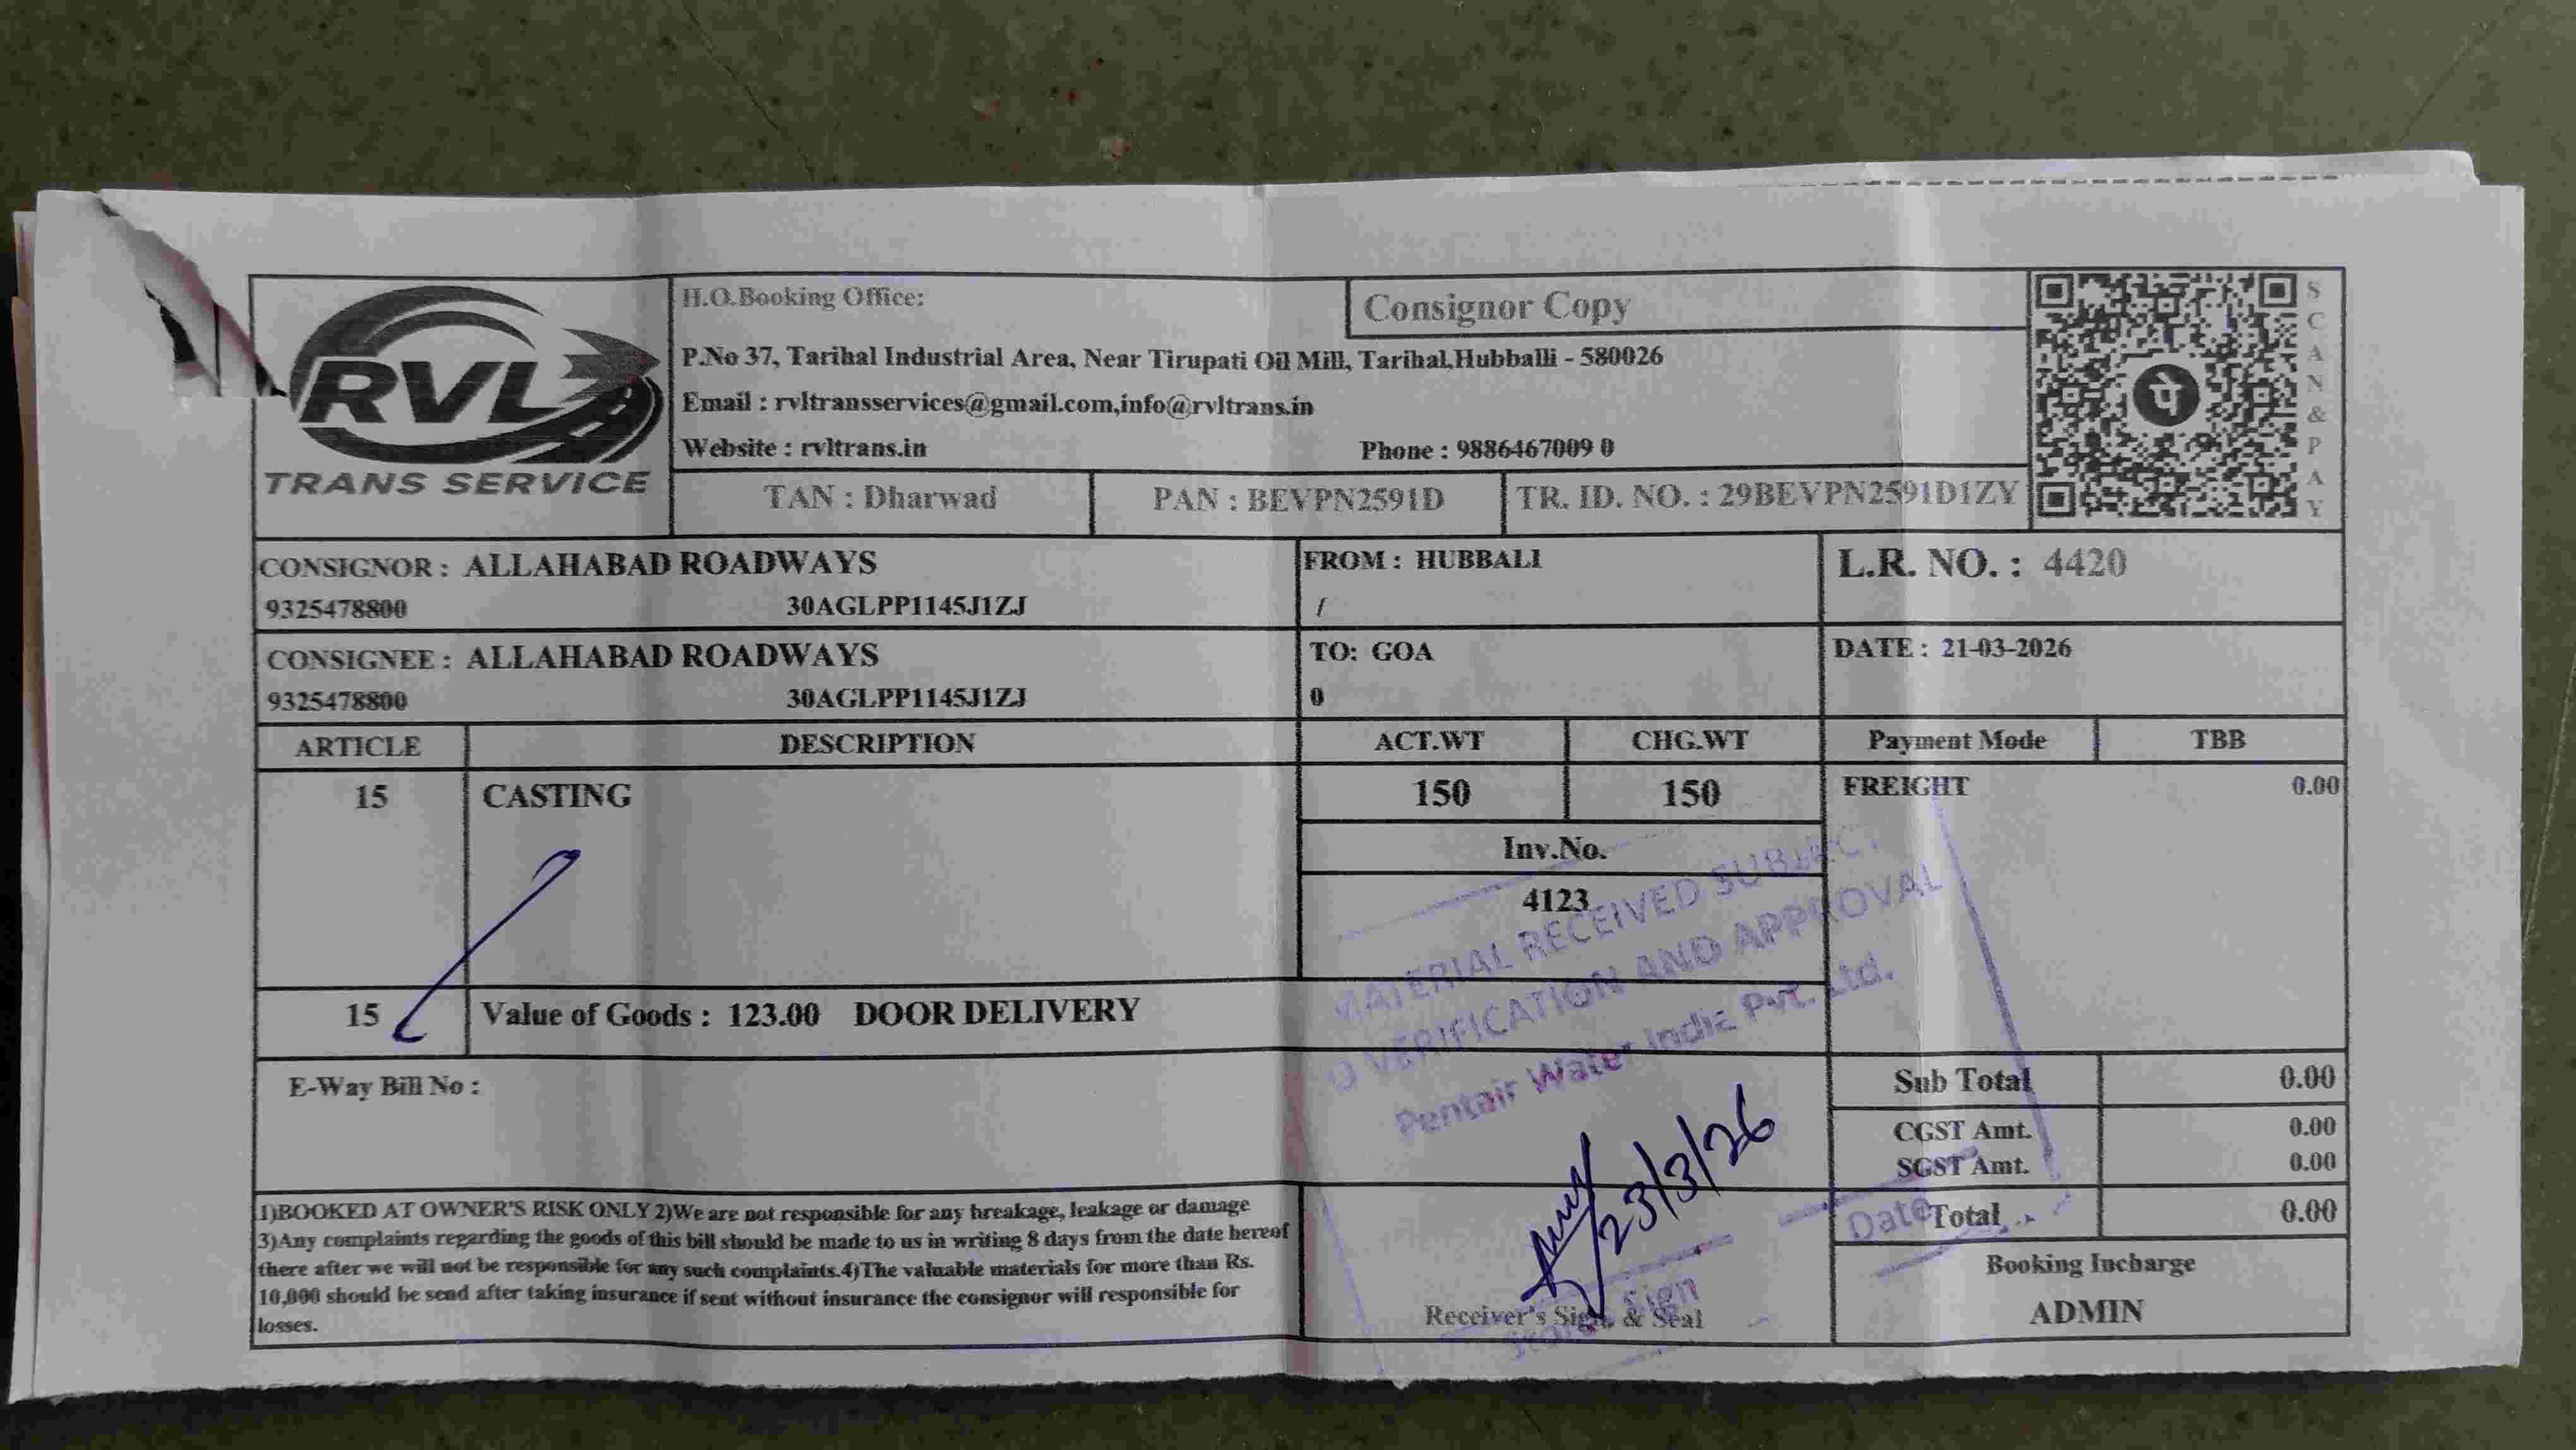 RVL
TRANS SERVICE
H.O.Booking Office:
Consignor Copy
P.No 37, Tarihal Industrial Area, Near Tirupati Oil Mill, Tarihal,Hubballi - 580026
Email : rvltransservices@gmail.com,info@rvltrans.in
Website : rvltrans.in Phone : 9886467009 0
TAN : Dharwad PAN : BEVPN2591D TR. ID. NO. : 29BEVPN2591D1ZY
पे
SCAN & PAY
CONSIGNOR : ALLAHABAD ROADWAYS FROM : HUBBALI L.R. NO. : 4420
9325478800 30AGLPP1145J1ZJ /
CONSIGNEE : ALLAHABAD ROADWAYS TO: GOA DATE : 21-03-2026
9325478800 30AGLPP1145J1ZJ 0
ARTICLE DESCRIPTION ACT.WT CHG.WT Payment Mode TBB
15 CASTING 150 150 FREIGHT 0.00
Inv.No.
4123
15 Value of Goods : 123.00 DOOR DELIVERY
MATERIAL RECEIVED SUBJECT
VERIFICATION AND APPROVAL
Pentair Water India Pvt. Ltd.
E-Way Bill No :
Sub Total 0.00
CGST Amt. 0.00
SGST Amt. 0.00
Total 0.00
Date
23/3/26
1)BOOKED AT OWNER'S RISK ONLY 2)We are not responsible for any breakage, leakage or damage
3)Any complaints regarding the goods of this bill should be made to us in writing 8 days from the date hereof
there after we will not be responsible for any such complaints.4)The valuable materials for more than Rs.
10,000 should be send after taking insurance if sent without insurance the consignor will responsible for
losses.
Sign
Receiver's Sign. & Seal
Booking Incharge
ADMIN